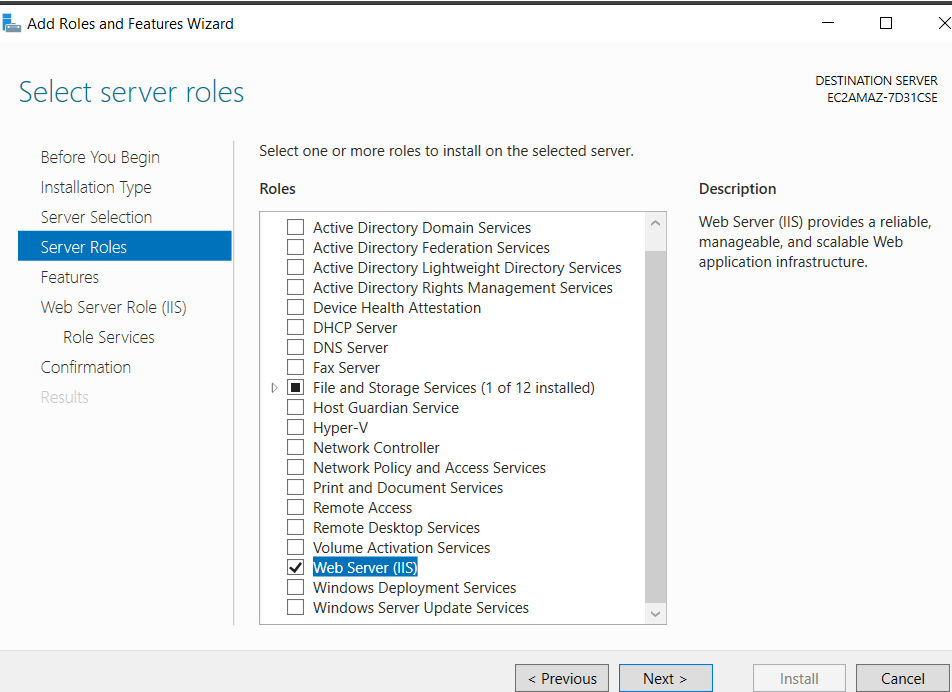 Add Roles and Features Wizard
Select server roles
DESTINATION SERVER
EC2AMAZ-7D31CSE
Before You Begin
Installation Type
Server Selection
Server Roles
Features
Web Server Role (IIS)
Role Services
Confirmation
Results
Select one or more roles to install on the selected server.
Roles
Active Directory Domain Services
Active Directory Federation Services
Active Directory Lightweight Directory Services
Active Directory Rights Management Services
Device Health Attestation
DHCP Server
DNS Server
Fax Server
File and Storage Services (1 of 12 installed)
Host Guardian Service
Hyper-V
Network Controller
Network Policy and Access Services
Print and Document Services
Remote Access
Remote Desktop Services
Volume Activation Services
Web Server (IIS)
Windows Deployment Services
Windows Server Update Services
Description
Web Server (IIS) provides a reliable,
manageable, and scalable Web
application infrastructure.
< Previous
Next >
Install
Cancel